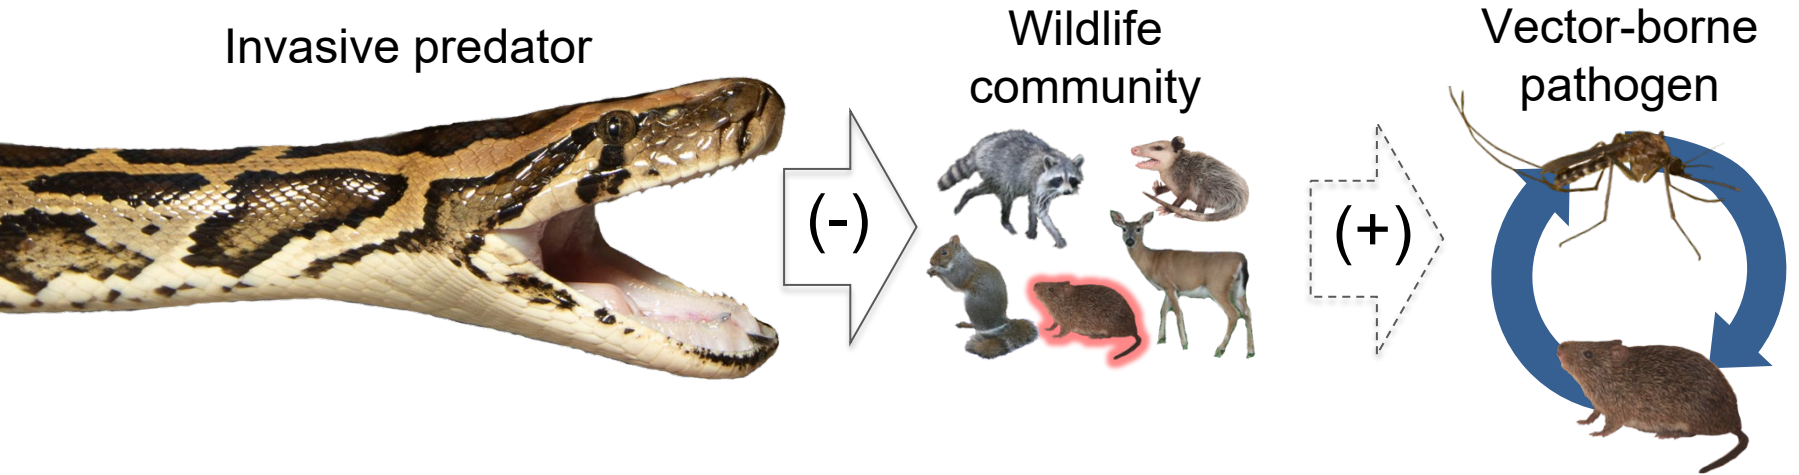 Invasive predator
Wildlife
community
Vector-borne
pathogen
(-)
(+)